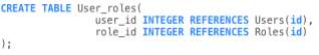 CREATE TABLE User_roles(
user_id INTEGER REFERENCES Users(id),
role_id INTEGER REFERENCES Roles(id)
);